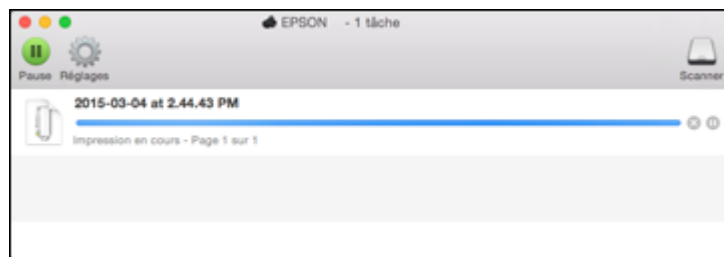 EPSON - 1 tâche
Pause Réglages Scanner
2015-03-04 at 2.44.43 PM
Impression en cours - Page 1 sur 1